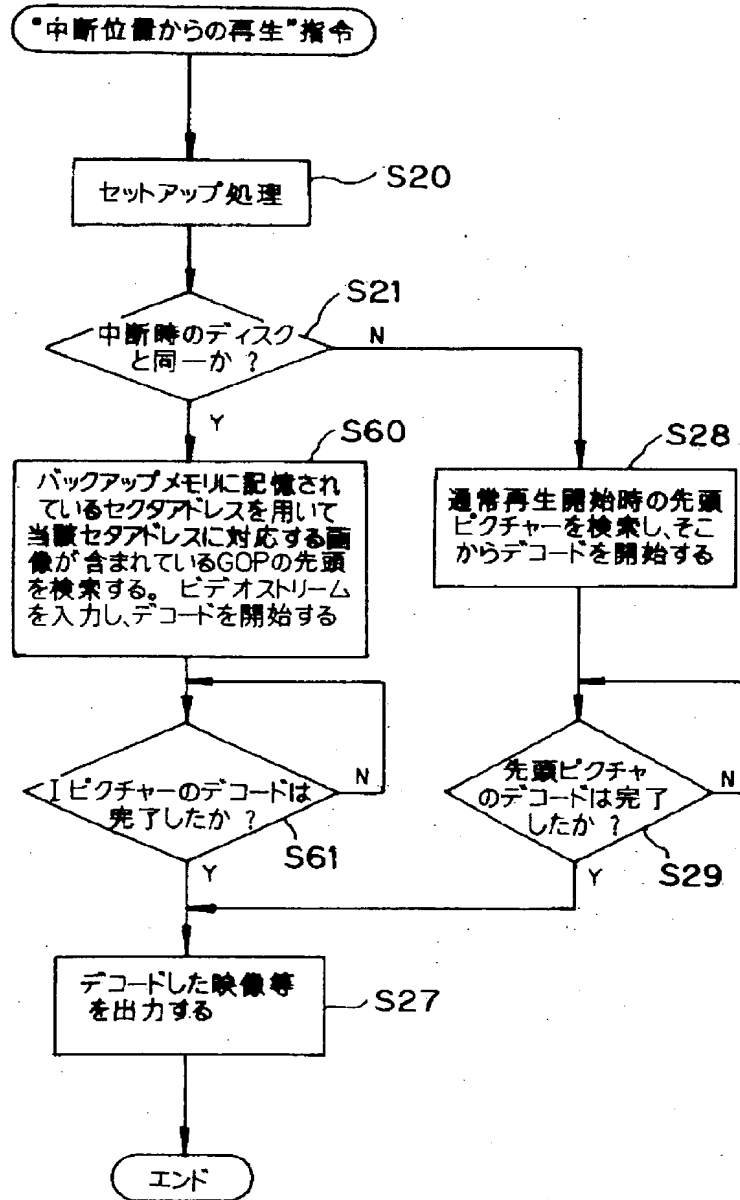 "中断位置からの再生"指令
セットアップ処理
S20
中断時のディスク
と同一か？
S21
N
Y
バックアップメモリに記憶され
ているセクタアドレスを用いて
当該セタアドレスに対応する画
像が含まれているGOPの先頭
を検索する。 ビデオストリーム
を入力し、デコードを開始する
S60
通常再生開始時の先頭
ピクチャーを検索し、そこ
からデコードを開始する
S28
Iピクチャーのデコードは
完了したか？
N
S61
Y
先頭ピクチャ
のデコードは完了
したか？
N
S29
Y
デコードした映像等
を出力する
S27
エンド